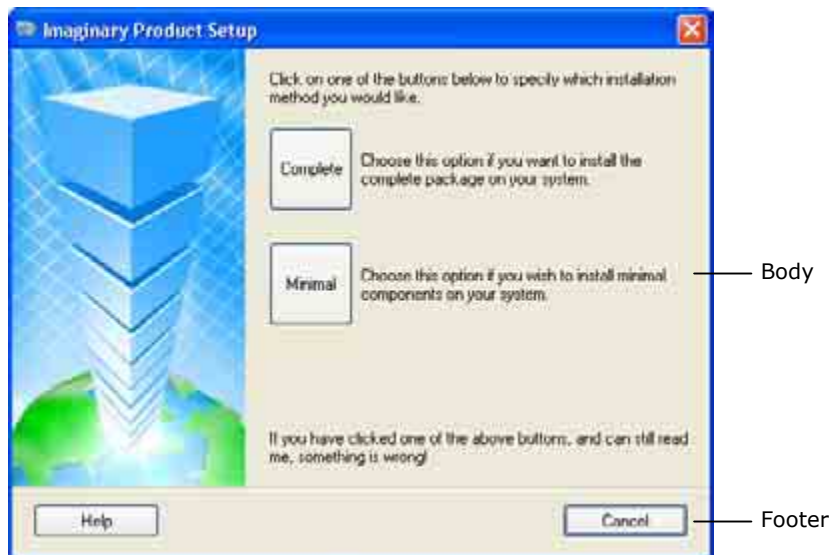 Imaginary Product Setup
Click on one of the buttons below to specify which installation
method you would like.
Complete
Choose this option if you want to install the
complete package on your system.
Minimal
Choose this option if you wish to install minimal
components on your system.
Body
If you have clicked one of the above buttons, and can still read
me, something is wrong!
Help
Cancel
Footer